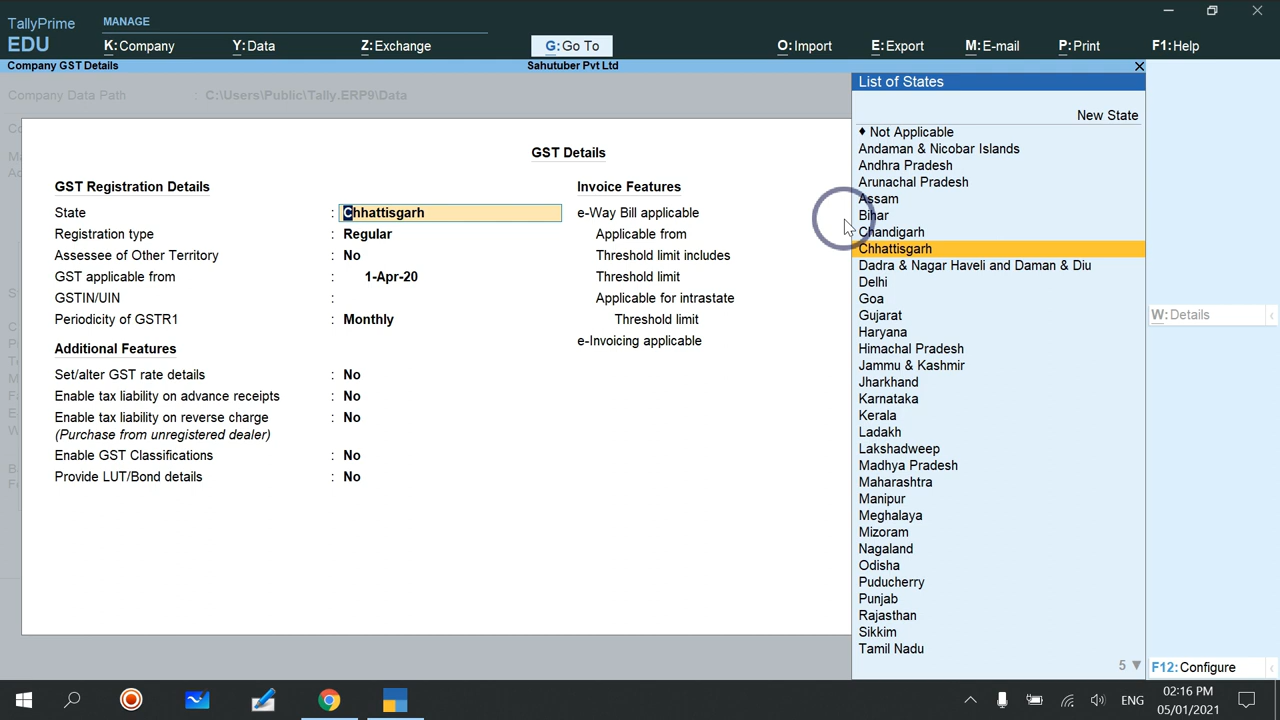 TallyPrime
EDU
MANAGE
K:Company
Y:Data
Z:Exchange
G:Go To
O:Import
E:Export
M:E-mail
P:Print
F1:Help
Company GST Details
Sahutuber Pvt Ltd
Company Data Path : C:\Users\Public\Tally.ERP9\Data
GST Details
GST Registration Details
State : Chhattisgarh
Registration type : Regular
Assessee of Other Territory : No
GST applicable from : 1-Apr-20
GSTIN/UIN :
Periodicity of GSTR1 : Monthly
Additional Features
Set/alter GST rate details : No
Enable tax liability on advance receipts : No
Enable tax liability on reverse charge : No
(Purchase from unregistered dealer)
Enable GST Classifications : No
Provide LUT/Bond details : No
Invoice Features
e-Way Bill applicable
Applicable from
Threshold limit includes
Threshold limit
Applicable for intrastate
Threshold limit
e-Invoicing applicable
List of States
New State
♦ Not Applicable
Andaman & Nicobar Islands
Andhra Pradesh
Arunachal Pradesh
Assam
Bihar
Chandigarh
Chhattisgarh
Dadra & Nagar Haveli and Daman & Diu
Delhi
Goa
Gujarat
Haryana
Himachal Pradesh
Jammu & Kashmir
Jharkhand
Karnataka
Kerala
Ladakh
Lakshadweep
Madhya Pradesh
Maharashtra
Manipur
Meghalaya
Mizoram
Nagaland
Odisha
Puducherry
Punjab
Rajasthan
Sikkim
Tamil Nadu
5 ▼
W:Details
F12:Configure
ENG
02:16 PM
05/01/2021